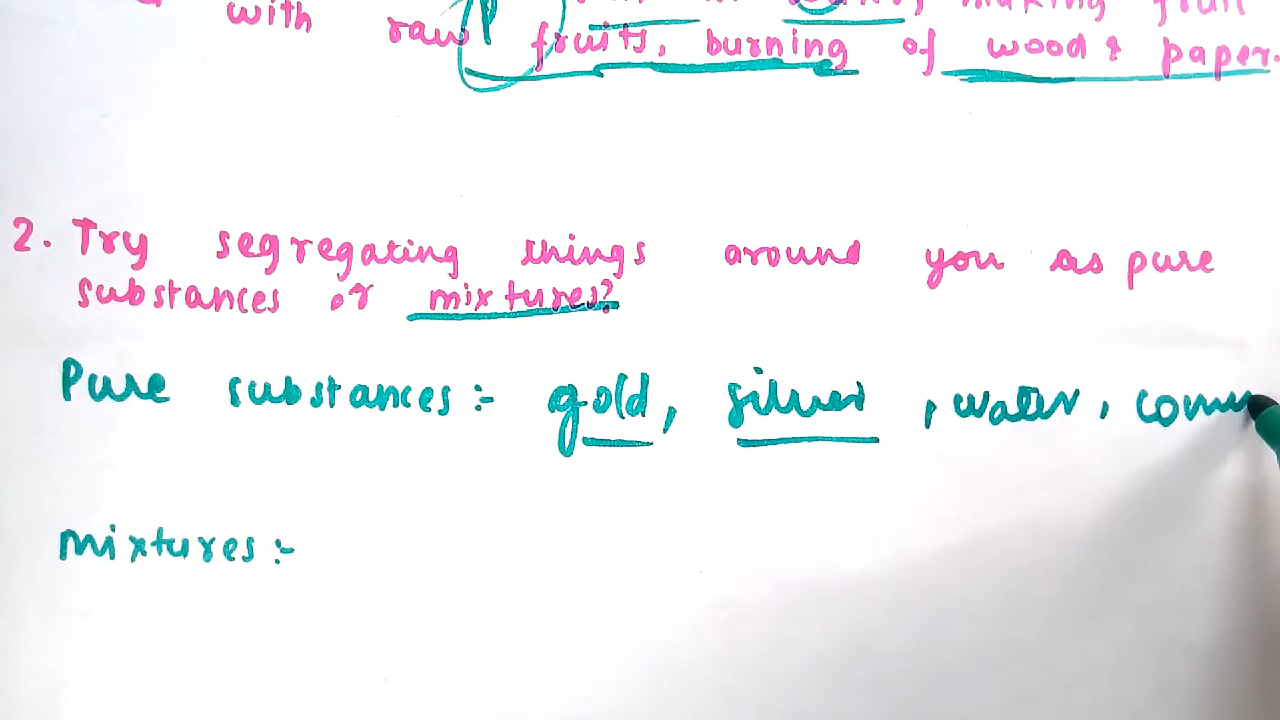 with raw fruits, burning of wood & paper.
2. Try segregating things around you as pure
substances or mixtures?
Pure substances:- gold, silver, water,
mixtures:-